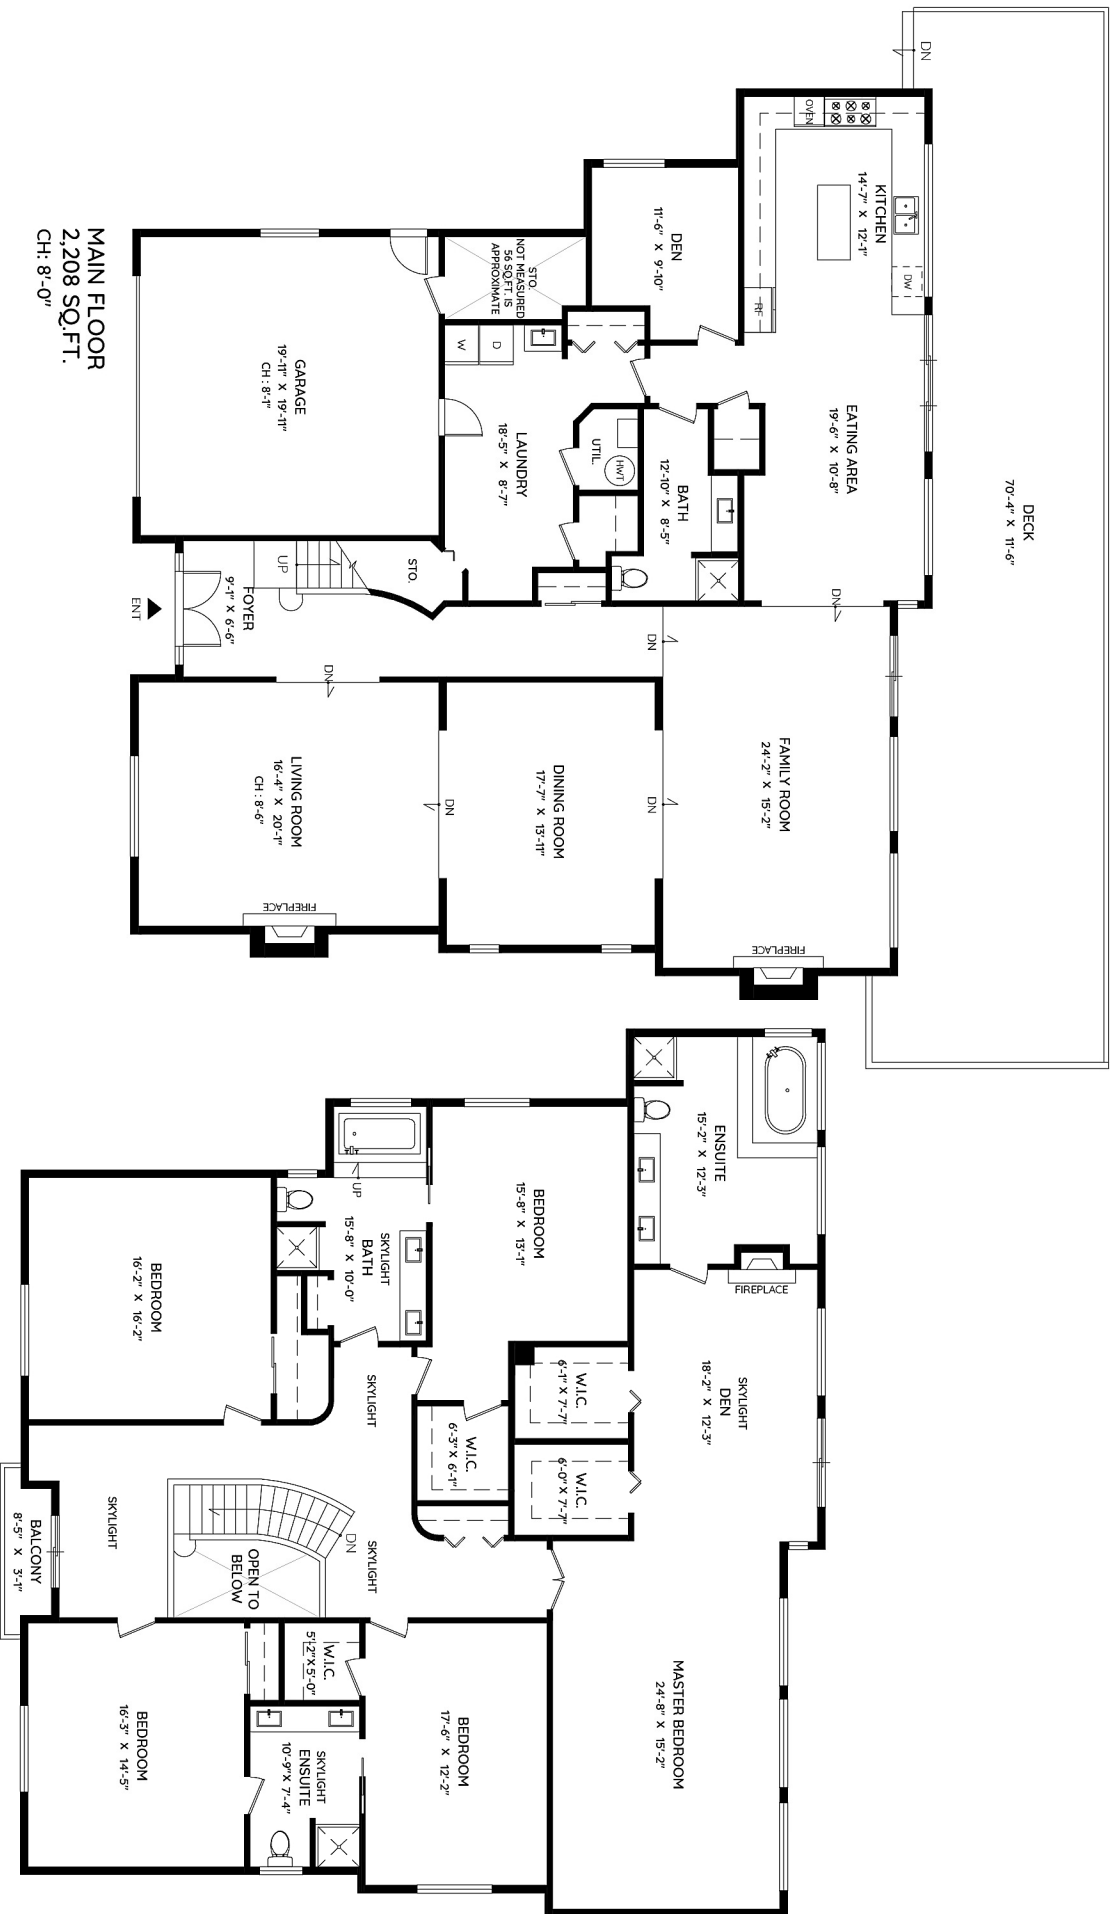 DECK
70'-4" X 11'-6"
DN
OVEN
KITCHEN
14'-7" X 12'-1"
DW
RF
EATING AREA
19'-6" X 10'-8"
DN
FAMILY ROOM
24'-2" X 15'-2"
FIREPLACE
DEN
11'-6" X 9'-10"
STO.
NOT MEASURED
56 SQ.FT. IS
APPROXIMATE
W
D
LAUNDRY
18'-5" X 8'-7"
UTIL.
HWT
BATH
12'-10" X 8'-5"
DN
DN
DINING ROOM
17'-7" X 13'-11"
DN
GARAGE
19'-11" X 19'-11"
CH : 8'-1"
STO.
UP
FOYER
9'-1" X 6'-6"
ENT
DN
LIVING ROOM
16'-4" X 20'-1"
CH : 8'-6"
FIREPLACE
MAIN FLOOR
2,208 SQ.FT.
CH: 8'-0"
ENSUITE
15'-2" X 12'-3"
FIREPLACE
SKYLIGHT
DEN
18'-2" X 12'-3"
MASTER BEDROOM
24'-8" X 15'-2"
BEDROOM
15'-8" X 13'-1"
W.I.C.
6'-1" X 7'-7"
W.I.C.
6'-0" X 7'-7"
W.I.C.
6'-3" X 6'-1"
UP
SKYLIGHT
BATH
15'-8" X 10'-0"
SKYLIGHT
SKYLIGHT
DN
OPEN TO
BELOW
BEDROOM
16'-2" X 16'-2"
SKYLIGHT
BALCONY
8'-5" X 3'-1"
W.I.C.
5'-2" X 5'-0"
BEDROOM
17'-6" X 12'-2"
SKYLIGHT
ENSUITE
10'-9" X 7'-4"
BEDROOM
16'-3" X 14'-5"